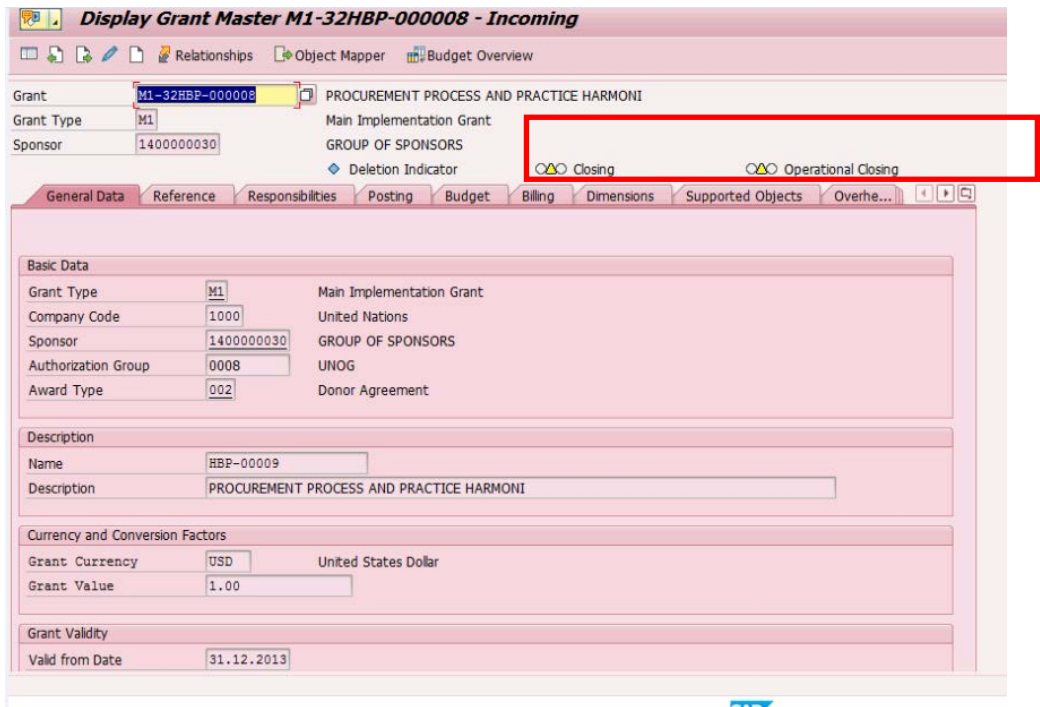 Display Grant Master M1-32HBP-000008 - Incoming
Relationships Object Mapper Budget Overview
Grant M1-32HBP-000008 PROCUREMENT PROCESS AND PRACTICE HARMONI
Grant Type M1 Main Implementation Grant
Sponsor 1400000030 GROUP OF SPONSORS
Deletion Indicator Closing Operational Closing
General Data Reference Responsibilities Posting Budget Billing Dimensions Supported Objects Overhe...
Basic Data
Grant Type M1 Main Implementation Grant
Company Code 1000 United Nations
Sponsor 1400000030 GROUP OF SPONSORS
Authorization Group 0008 UNOG
Award Type 002 Donor Agreement
Description
Name HBP-00009
Description PROCUREMENT PROCESS AND PRACTICE HARMONI
Currency and Conversion Factors
Grant Currency USD United States Dollar
Grant Value 1.00
Grant Validity
Valid from Date 31.12.2013